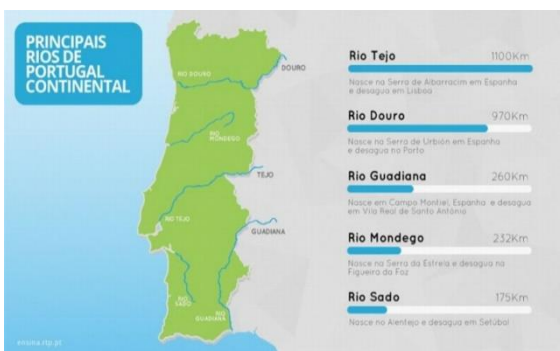 PRINCIPAIS
RIOS DE
PORTUGAL
CONTINENTAL
RIO DOURO
DOURO
RIO
MONDEGO
TEJO
RIO TEJO
GUADIANA
RIO
SADO
RIO
GUADIANA
ensina.rtp.pt
Rio Tejo 1100Km
Nasce na Serra de Albarracim em Espanha
e desagua em Lisboa
Rio Douro 970Km
Nasce na Serra de Urbión em Espanha
e desagua no Porto
Rio Guadiana 260Km
Nasce em Campo Montiel, Espanha e desagua
em Vila Real de Santo António
Rio Mondego 232Km
Nasce na Serra da Estrela e desagua na
Figueira da Foz
Rio Sado 175Km
Nasce no Alentejo e desagua em Setúbal